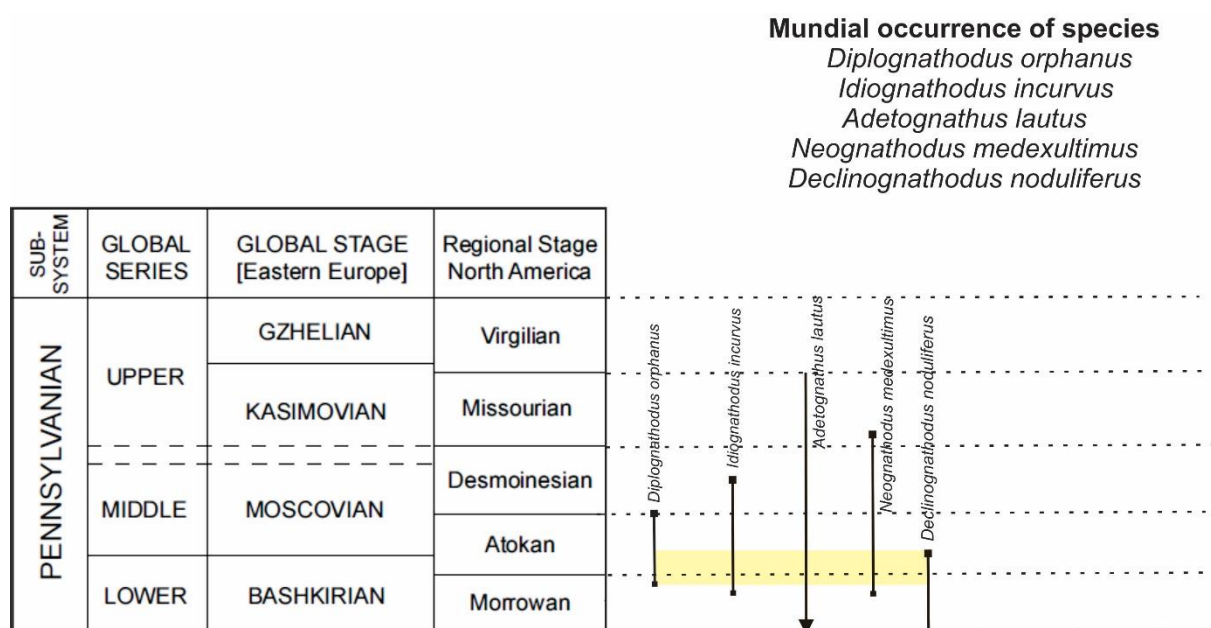 Mundial occurrence of species
Diplognathodus orphanus
Idiognathodus incurvus
Adetognathus lautus
Neognathodus medexultimus
Declinognathodus noduliferus
SUB-
SYSTEM
GLOBAL
SERIES
GLOBAL STAGE
[Eastern Europe]
Regional Stage
North America
PENNSYLVANIAN
UPPER
MIDDLE
LOWER
GZHELIAN
KASIMOVIAN
MOSCOVIAN
BASHKIRIAN
Virgilian
Missourian
Desmoinesian
Atokan
Morrowan
Diplognathodus orphanus
Idiognathodus incurvus
Adetognathus lautus
Neognathodus medexultimus
Declinognathodus noduliferus